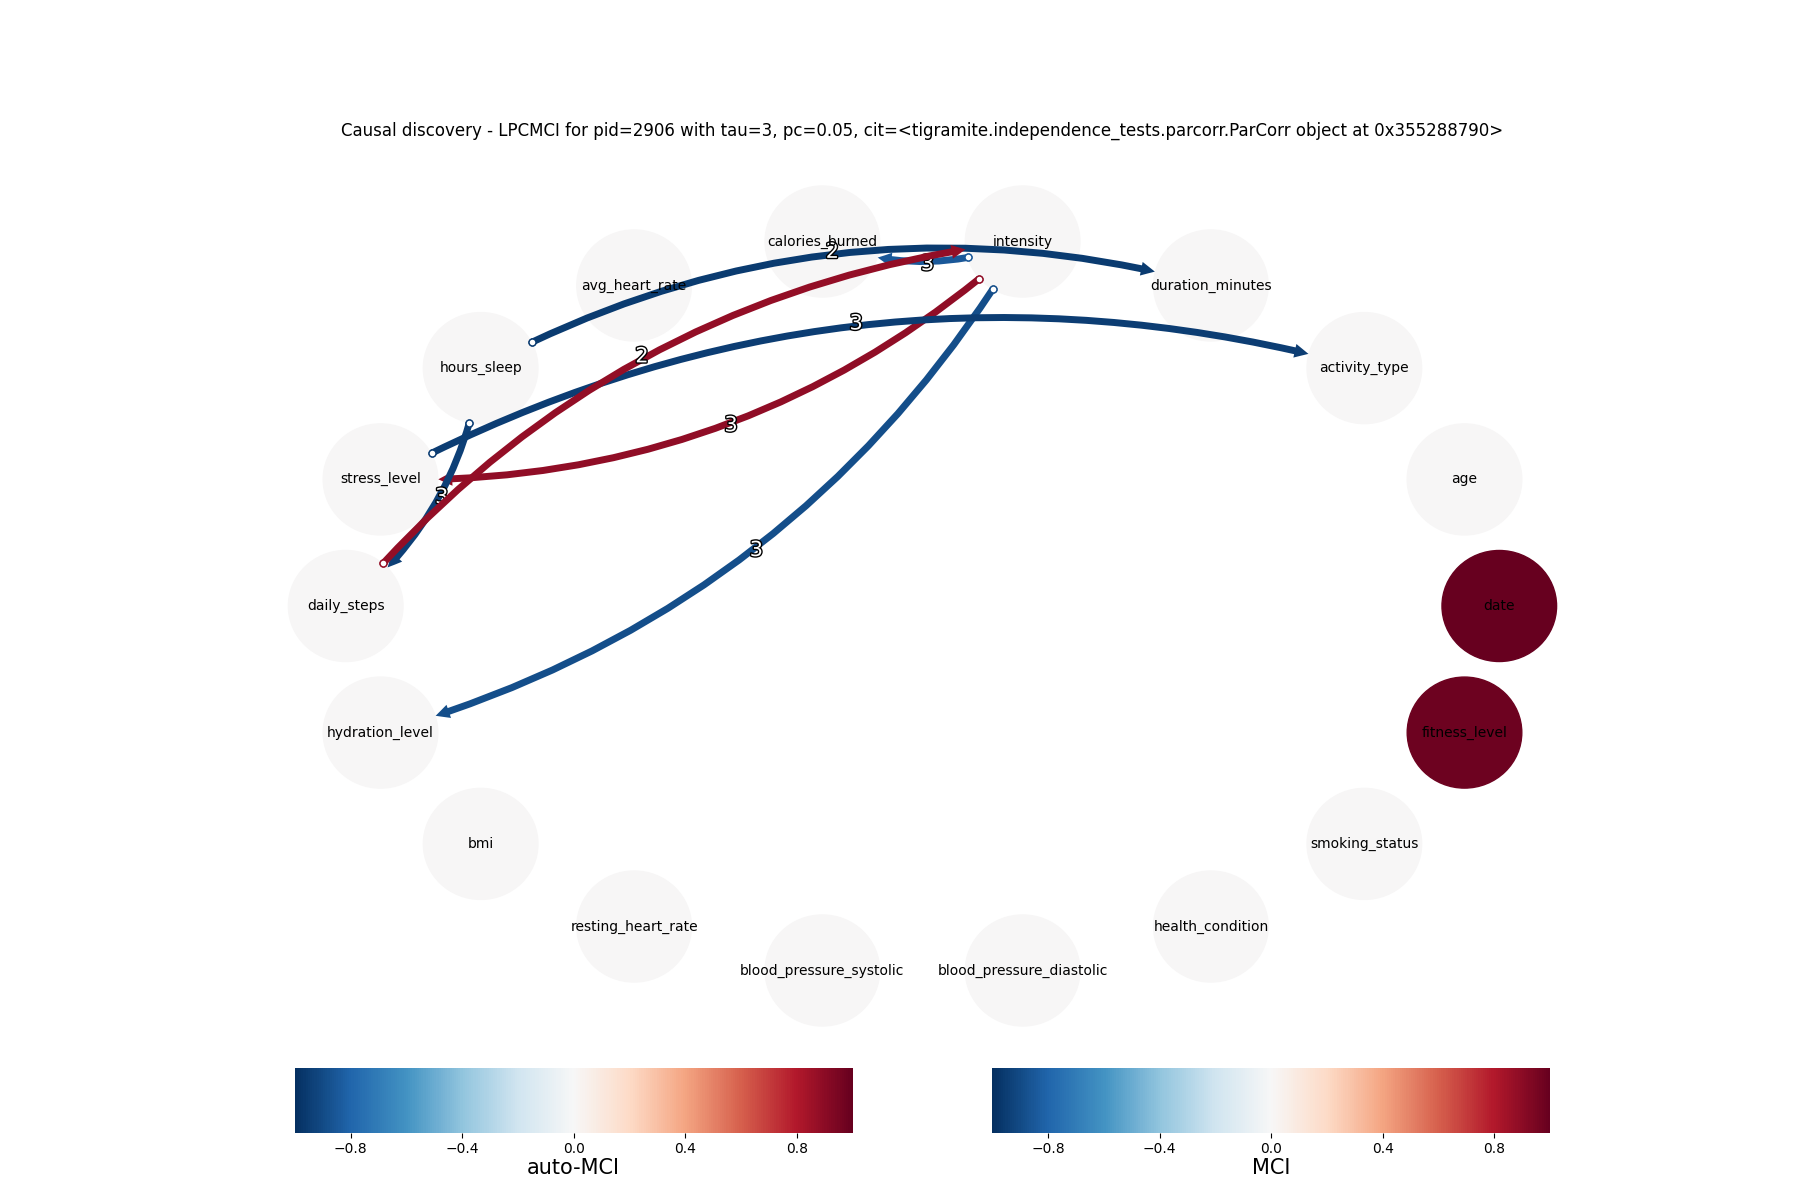 Causal discovery - LPCMCI for pid=2906 with tau=3, pc=0.05, cit=<tigramite.independence_tests.parcorr.ParCorr object at 0x355288790>
calories_burned
intensity
2
3
avg_heart_rate
duration_minutes
3
2
hours_sleep
activity_type
3
stress_level
age
3
3
daily_steps
date
hydration_level
fitness_level
bmi
smoking_status
resting_heart_rate
health_condition
blood_pressure_systolic
blood_pressure_diastolic
−0.8 −0.4 0.0 0.4 0.8
auto-MCI
−0.8 −0.4 0.0 0.4 0.8
MCI